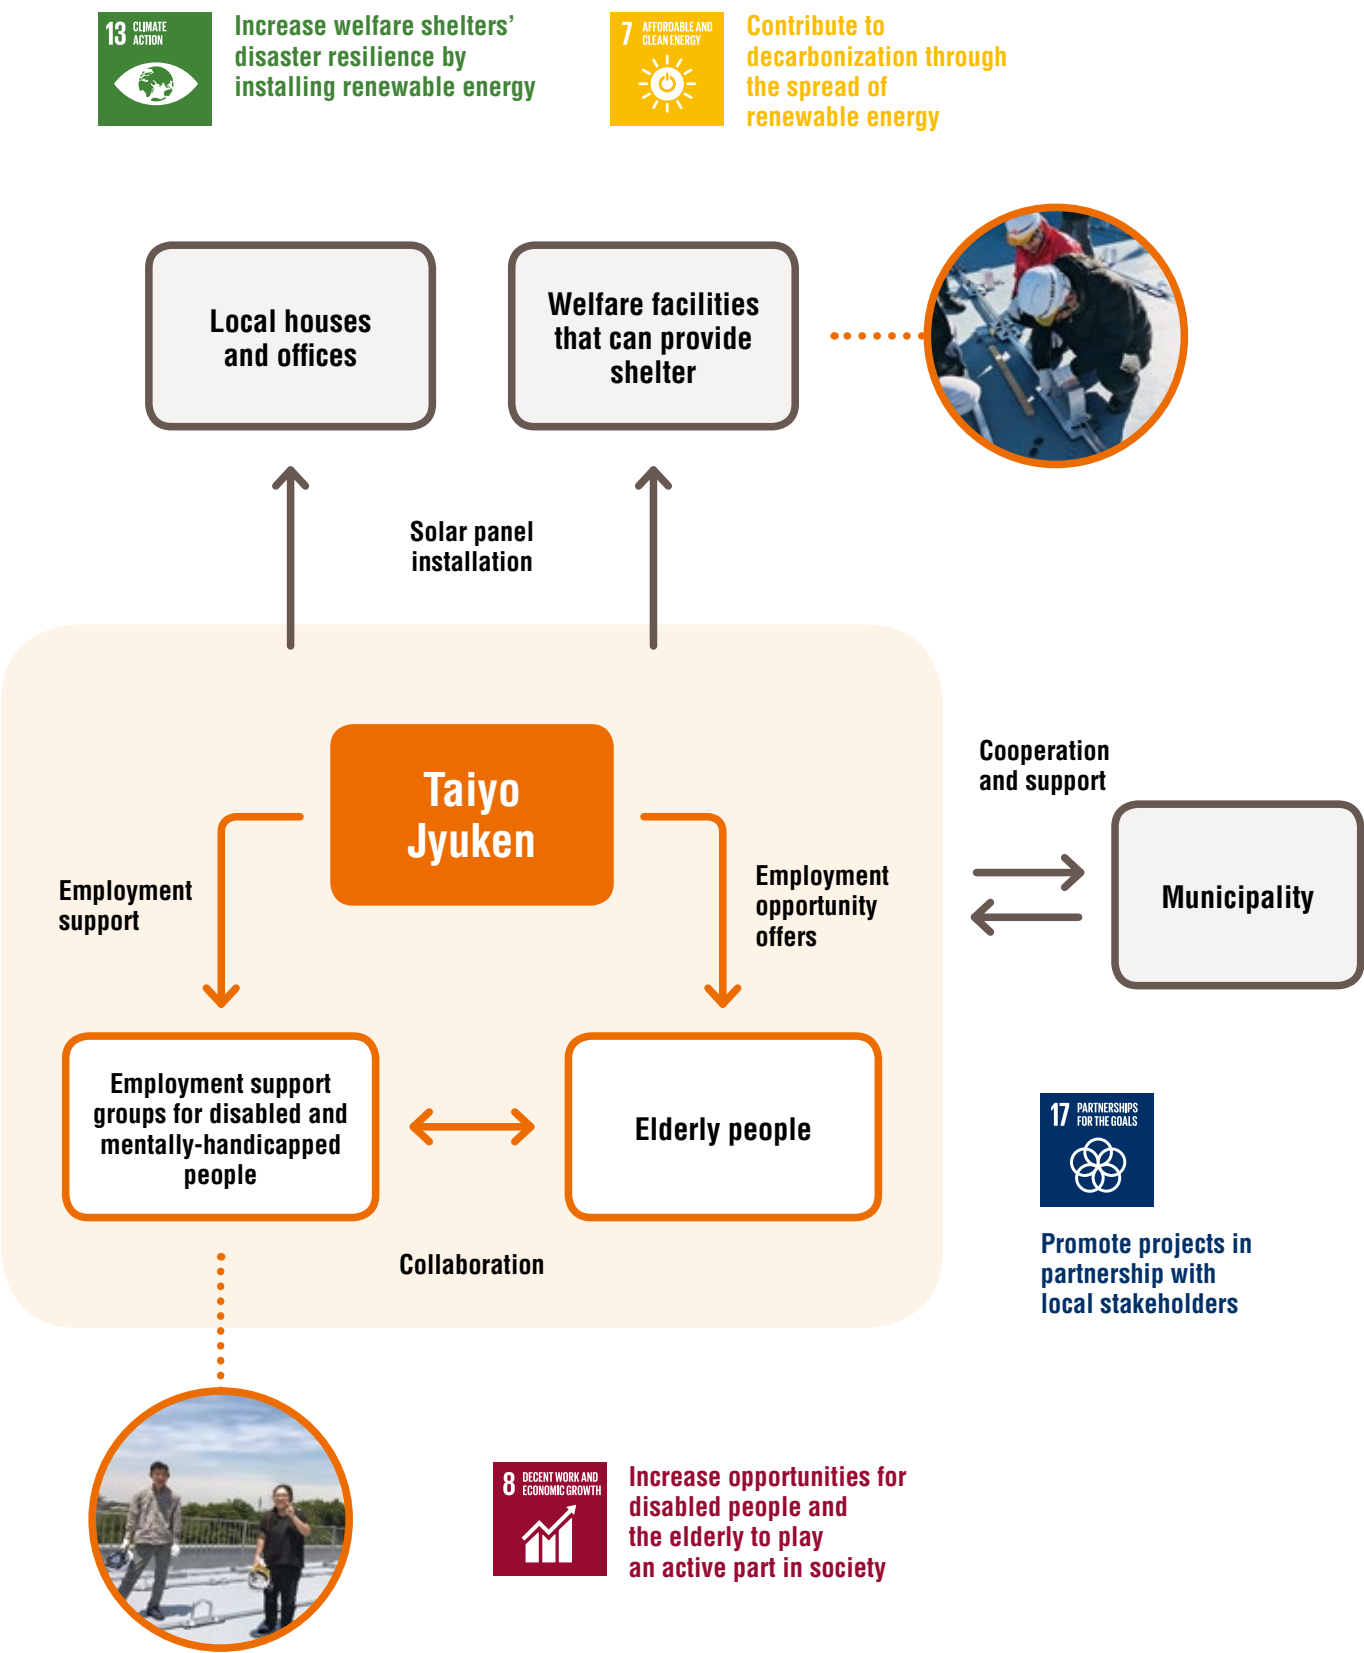 13 CLIMATE
ACTION
Increase welfare shelters’
disaster resilience by
installing renewable energy
7 AFFORDABLE AND
CLEAN ENERGY
Contribute to
decarbonization through
the spread of
renewable energy
Local houses
and offices
Welfare facilities
that can provide
shelter
Solar panel
installation
Taiyo
Jyuken
Employment
support
Employment
opportunity
offers
Cooperation
and support
Municipality
Employment support
groups for disabled and
mentally-handicapped
people
Elderly people
Collaboration
17 PARTNERSHIPS
FOR THE GOALS
Promote projects in
partnership with
local stakeholders
8 DECENT WORK AND
ECONOMIC GROWTH
Increase opportunities for
disabled people and
the elderly to play
an active part in society